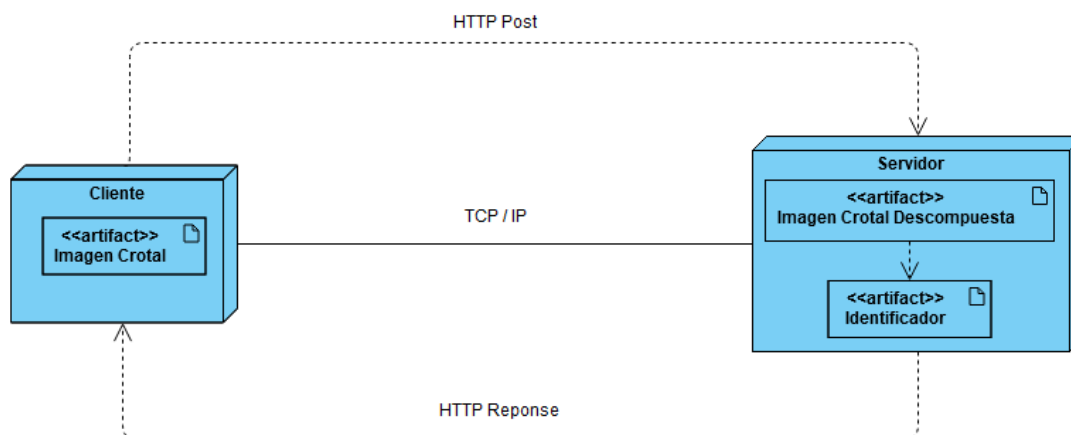 HTTP Post
Cliente
<<artifact>>
Imagen Crotal
TCP / IP
Servidor
<<artifact>>
Imagen Crotal Descompuesta
<<artifact>>
Identificador
HTTP Reponse